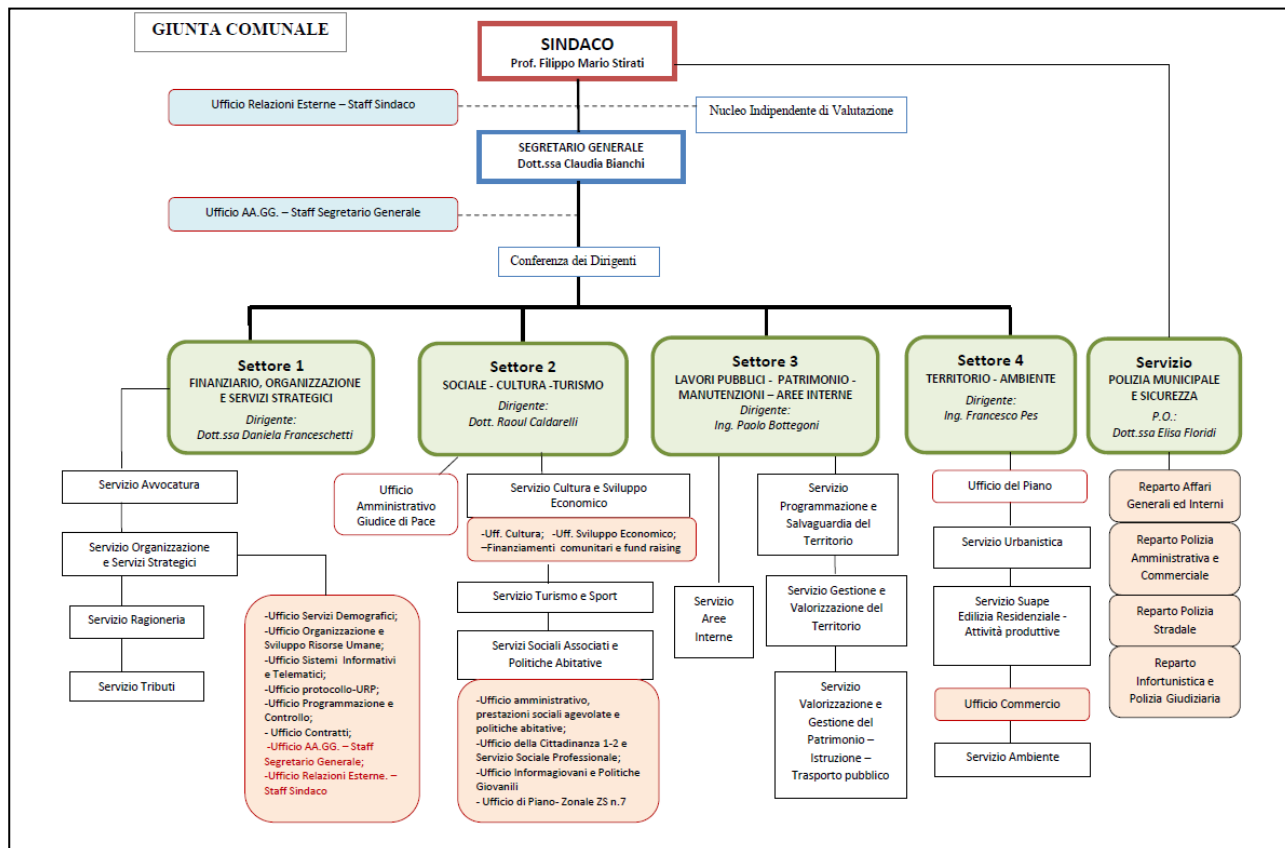 GIUNTA COMUNALE
SINDACO
Prof. Filippo Mario Stirati
Ufficio Relazioni Esterne – Staff Sindaco
Nucleo Indipendente di Valutazione
SEGRETARIO GENERALE
Dott.ssa Claudia Bianchi
Ufficio AA.GG. – Staff Segretario Generale
Conferenza dei Dirigenti
Settore 1
FINANZIARIO, ORGANIZZAZIONE
E SERVIZI STRATEGICI
Dirigente:
Dott.ssa Daniela Franceschetti
Servizio Avvocatura
Servizio Organizzazione
e Servizi Strategici
Servizio Ragioneria
Servizio Tributi
-Ufficio Servizi Demografici;
-Ufficio Organizzazione e
Sviluppo Risorse Umane;
-Ufficio Sistemi Informativi
e Telematici;
-Ufficio protocollo-URP;
-Ufficio Programmazione e
Controllo;
- Ufficio Contratti;
-Ufficio AA.GG. – Staff
Segretario Generale;
-Ufficio Relazioni Esterne. –
Staff Sindaco
Settore 2
SOCIALE - CULTURA -TURISMO
Dirigente:
Dott. Raoul Caldarelli
Ufficio
Amministrativo
Giudice di Pace
Servizio Cultura e Sviluppo
Economico
-Uff. Cultura; -Uff. Sviluppo Economico;
–Finanziamenti comunitari e fund raising
Servizio Turismo e Sport
Servizi Sociali Associati e
Politiche Abitative
-Ufficio amministrativo,
prestazioni sociali agevolate e
politiche abitative;
-Ufficio della Cittadinanza 1-2 e
Servizio Sociale Professionale;
-Ufficio Informagiovani e Politiche
Giovanili
- Ufficio di Piano- Zonale ZS n.7
Settore 3
LAVORI PUBBLICI - PATRIMONIO -
MANUTENZIONI – AREE INTERNE
Dirigente:
Ing. Paolo Bottegoni
Servizio
Aree
Interne
Servizio
Programmazione e
Salvaguardia del
Territorio
Servizio Gestione e
Valorizzazione del
Territorio
Servizio
Valorizzazione e
Gestione del
Patrimonio –
Istruzione –
Trasporto pubblico
Settore 4
TERRITORIO - AMBIENTE
Dirigente:
Ing. Francesco Pes
Ufficio del Piano
Servizio Urbanistica
Servizio Suape
Edilizia Residenziale -
Attività produttive
Ufficio Commercio
Servizio Ambiente
Servizio
POLIZIA MUNICIPALE
E SICUREZZA
P.O.:
Dott.ssa Elisa Floridi
Reparto Affari
Generali ed Interni
Reparto Polizia
Amministrativa e
Commerciale
Reparto Polizia
Stradale
Reparto
Infortunistica e
Polizia Giudiziaria